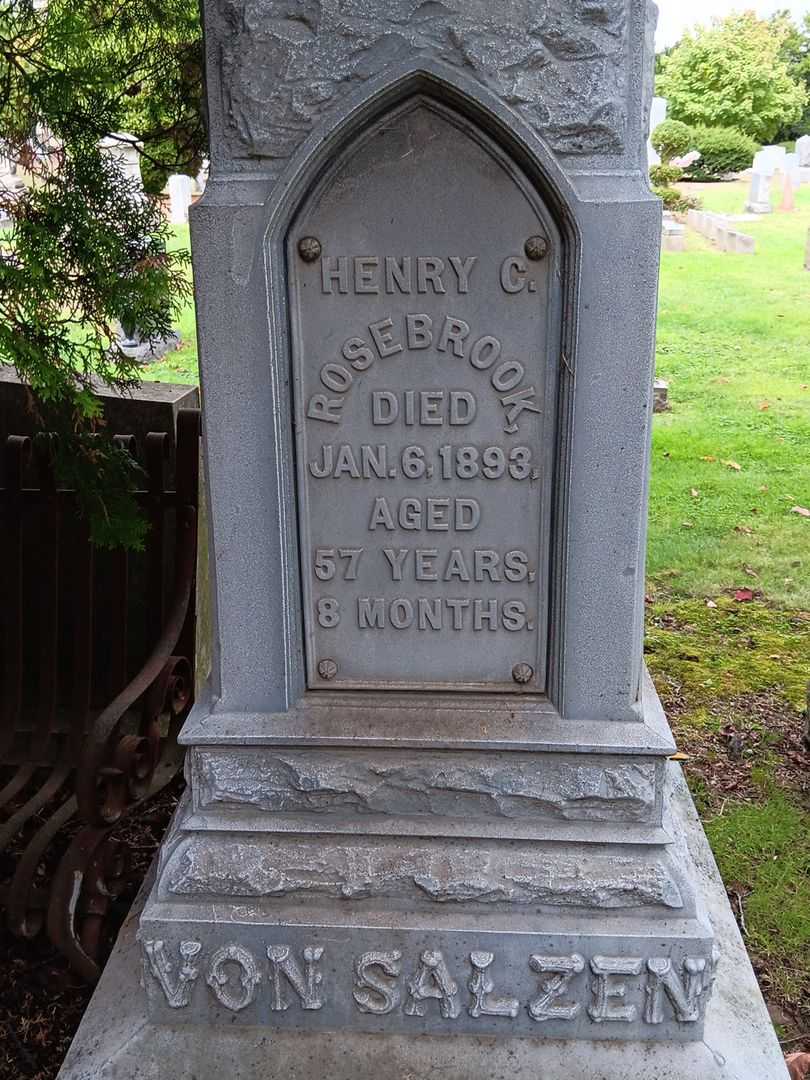 HENRY C.
ROSEBROOK,
DIED
JAN. 6, 1893,
AGED
57 YEARS,
8 MONTHS.
VON SALZEN